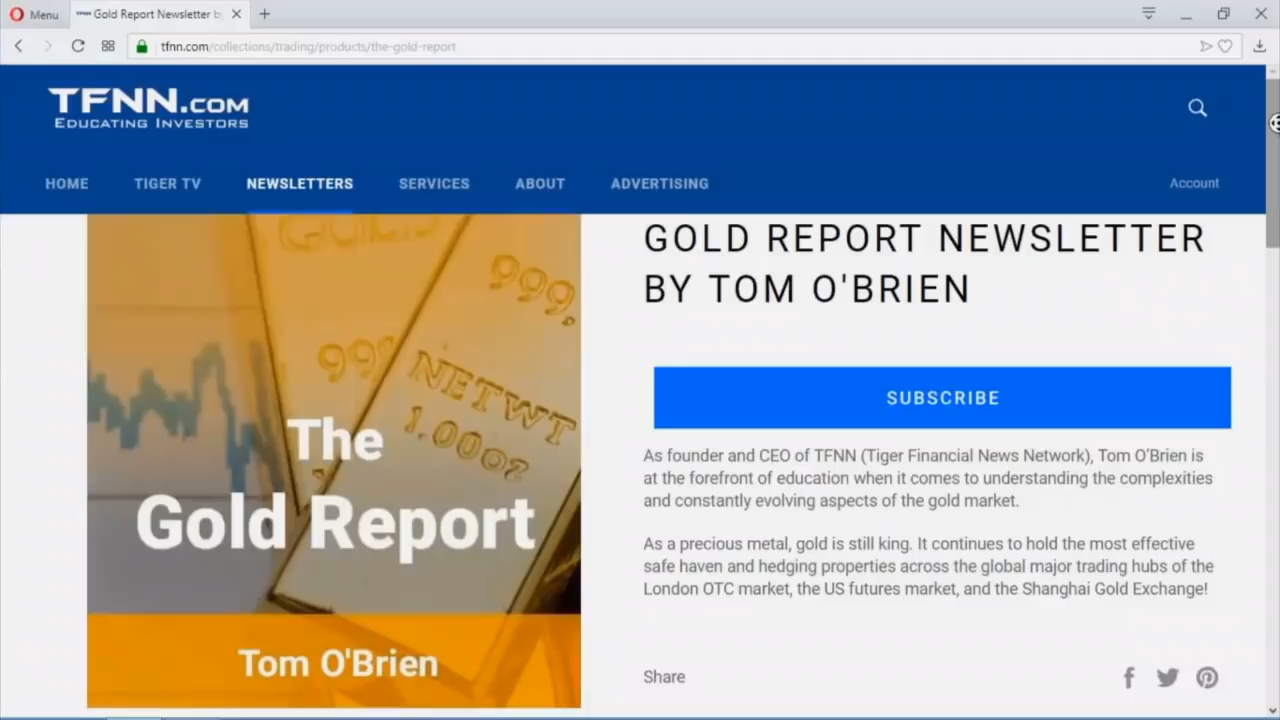 Menu
Gold Report Newsletter b
tfnn.com/collections/trading/products/the-gold-report
TFNN.COM
EDUCATING INVESTORS
HOME TIGER TV NEWSLETTERS SERVICES ABOUT ADVERTISING
Account
GOLD REPORT NEWSLETTER
BY TOM O'BRIEN
SUBSCRIBE
As founder and CEO of TFNN (Tiger Financial News Network), Tom O'Brien is
at the forefront of education when it comes to understanding the complexities
and constantly evolving aspects of the gold market.
As a precious metal, gold is still king. It continues to hold the most effective
safe haven and hedging properties across the global major trading hubs of the
London OTC market, the US futures market, and the Shanghai Gold Exchange!
Share
GOLD
999,
999
NETWT
1.00oz
The
Gold Report
Tom O'Brien